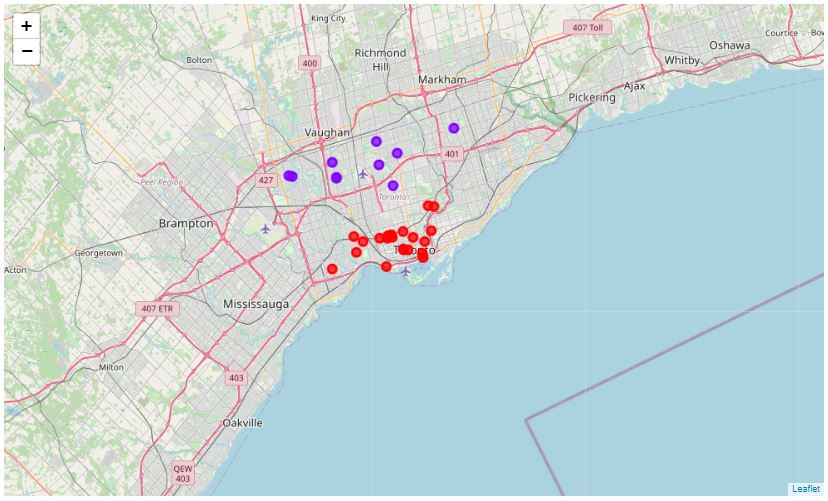 +
−
King City
407 Toll
Courtice
Bow
Oshawa
Richmond
Hill
Whitby
Bolton
400
Markham
Ajax
Pickering
Vaughan
401
427
Peel Region
Toronto
Brampton
Toronto
Georgetown
Acton
Mississauga
407 ETR
Milton
403
Oakville
QEW
403
Leaflet